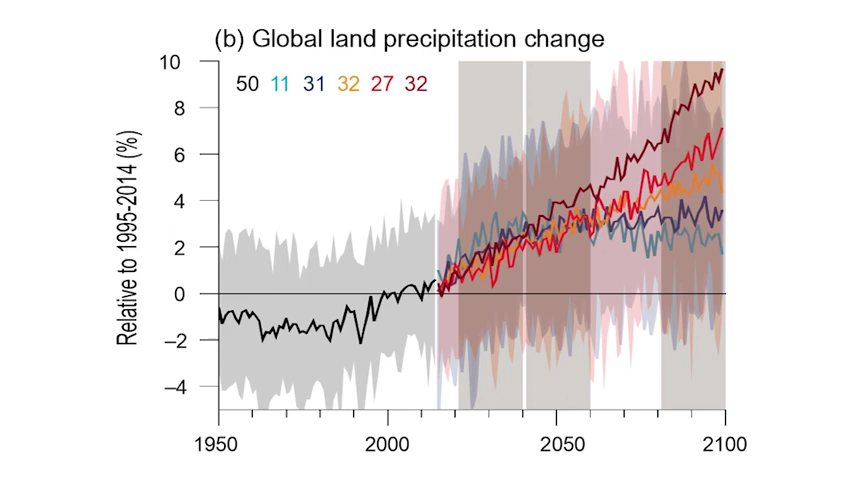 (b) Global land precipitation change
50 11 31 32 27 32
Relative to 1995-2014 (%)
10
8
6
4
2
0
–2
–4
1950 2000 2050 2100